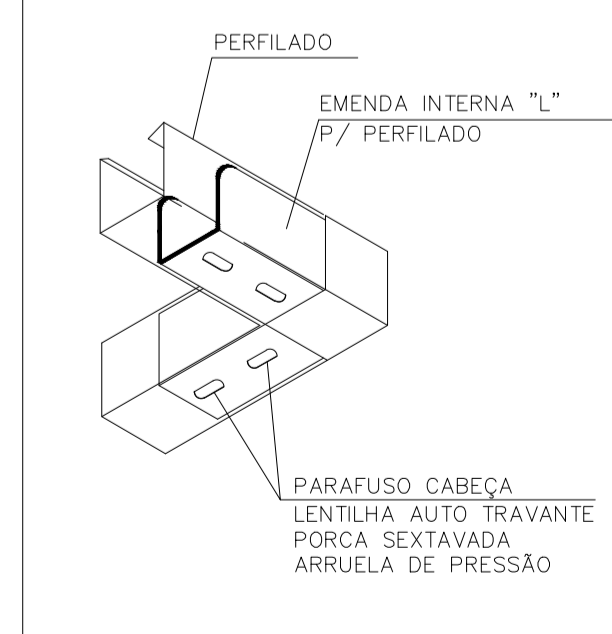 PERFILADO
EMENDA INTERNA "L"
P/ PERFILADO
PARAFUSO CABEÇA
LENTILHA AUTO TRAVANTE
PORCA SEXTAVADA
ARRUELA DE PRESSÃO